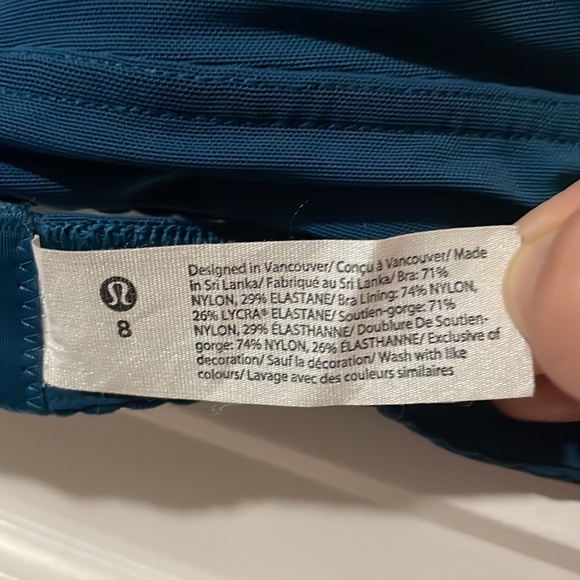 8
Designed in Vancouver/ Conçu à Vancouver/ Made
in Sri Lanka/ Fabriqué au Sri Lanka/ Bra: 71%
NYLON, 29% ELASTANE/ Bra Lining: 74% NYLON,
26% LYCRA® ELASTANE/ Soutien-gorge: 71%
NYLON, 29% ÉLASTHANNE/ Doublure De Soutien-
gorge: 74% NYLON, 26% ÉLASTHANNE/ Exclusive of
decoration/ Sauf la décoration/ Wash with like
colours/ Lavage avec des couleurs similaires